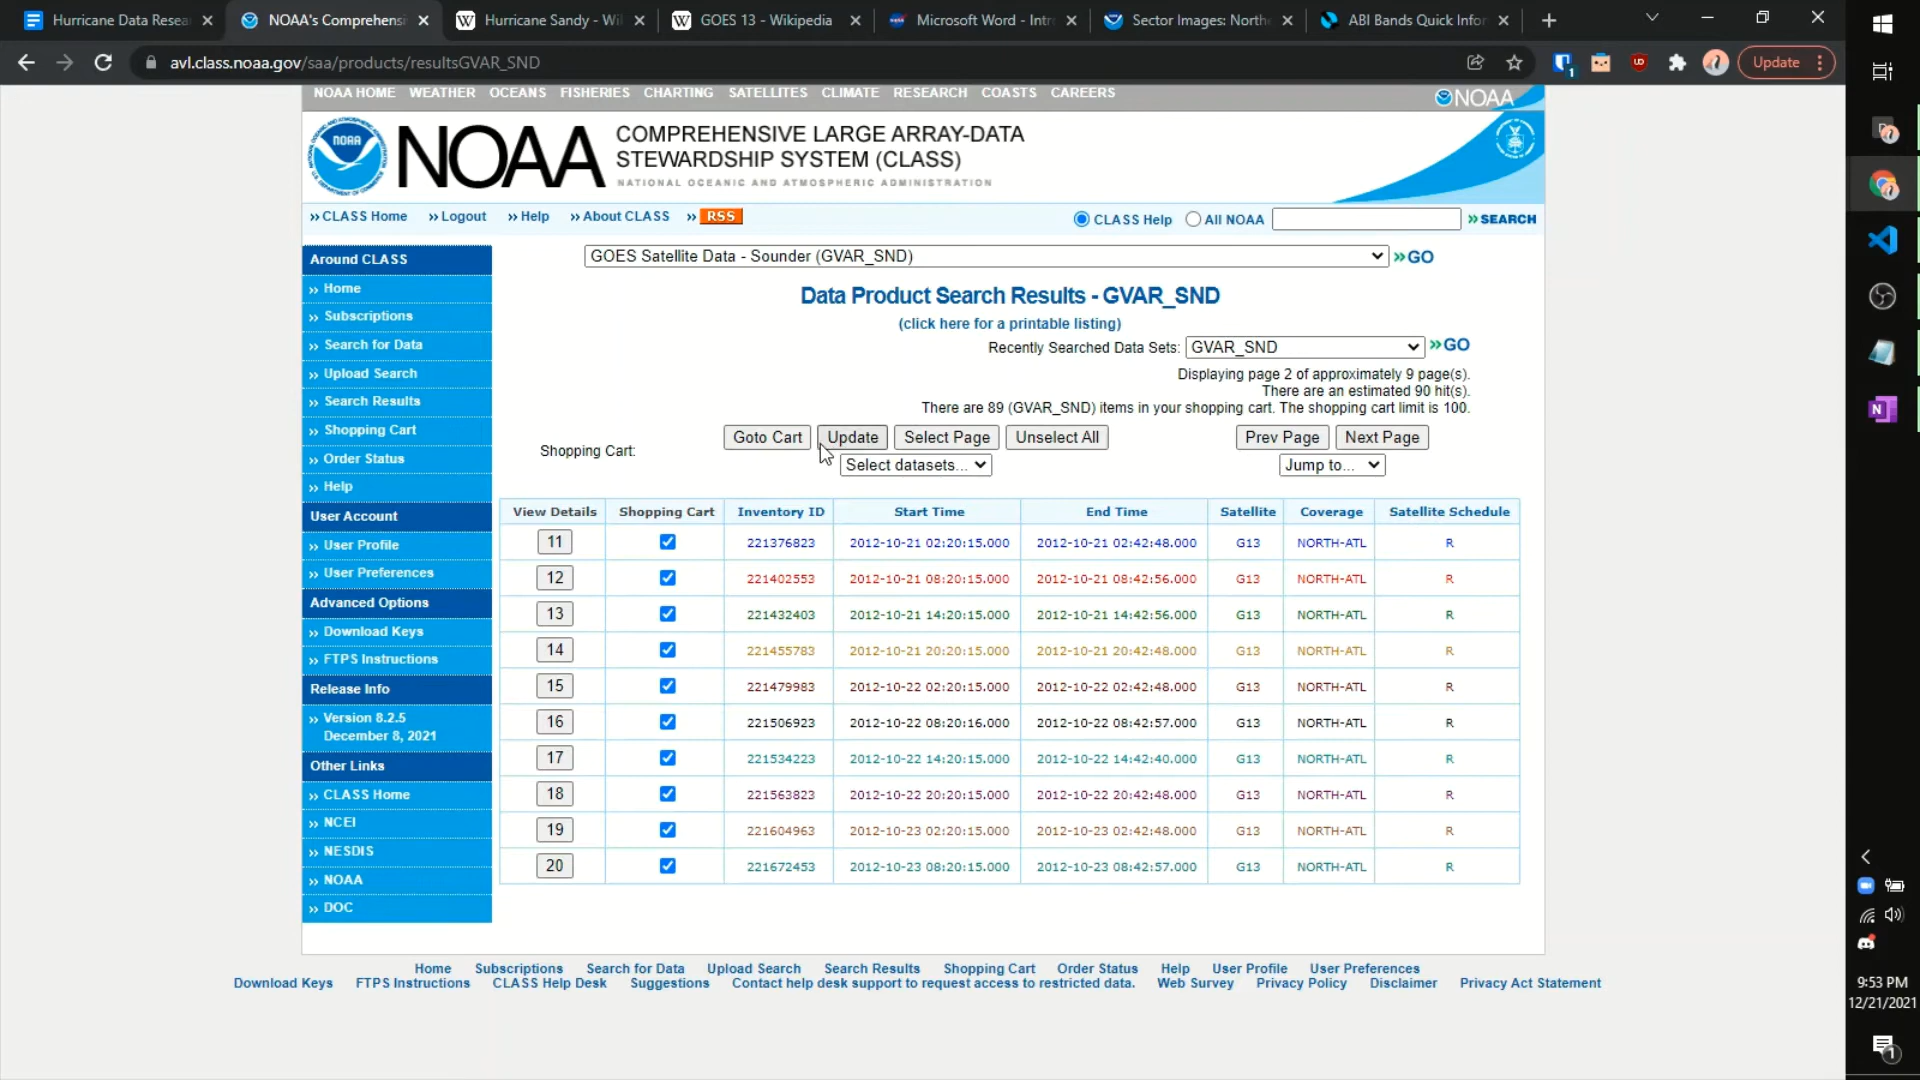 Hurricane Data Resea
NOAA's Comprehensi
Hurricane Sandy - Wi
GOES 13 - Wikipedia
Microsoft Word - Intr
Sector Images: North
ABI Bands Quick Infor
avl.class.noaa.gov/saa/products/resultsGVAR_SND
Update
NOAA HOME WEATHER OCEANS FISHERIES CHARTING SATELLITES CLIMATE RESEARCH COASTS CAREERS
NOAA
NOAA
NOAA
COMPREHENSIVE LARGE ARRAY-DATA
STEWARDSHIP SYSTEM (CLASS)
NATIONAL OCEANIC AND ATMOSPHERIC ADMINISTRATION
»CLASS Home »Logout »Help »About CLASS » RSS
CLASS Help All NOAA »SEARCH
GOES Satellite Data - Sounder (GVAR_SND) »GO
Data Product Search Results - GVAR_SND
(click here for a printable listing)
Recently Searched Data Sets: GVAR_SND »GO
Displaying page 2 of approximately 9 page(s).
There are an estimated 90 hit(s).
There are 89 (GVAR_SND) items in your shopping cart. The shopping cart limit is 100.
Shopping Cart:
Goto Cart Update Select Page Unselect All
Select datasets...
Prev Page Next Page
Jump to...
View Details Shopping Cart Inventory ID Start Time End Time Satellite Coverage Satellite Schedule
11 221376823 2012-10-21 02:20:15.000 2012-10-21 02:42:48.000 G13 NORTH-ATL R
12 221402553 2012-10-21 08:20:15.000 2012-10-21 08:42:56.000 G13 NORTH-ATL R
13 221432403 2012-10-21 14:20:15.000 2012-10-21 14:42:56.000 G13 NORTH-ATL R
14 221455783 2012-10-21 20:20:15.000 2012-10-21 20:42:48.000 G13 NORTH-ATL R
15 221479983 2012-10-22 02:20:15.000 2012-10-22 02:42:48.000 G13 NORTH-ATL R
16 221506923 2012-10-22 08:20:16.000 2012-10-22 08:42:57.000 G13 NORTH-ATL R
17 221534223 2012-10-22 14:20:15.000 2012-10-22 14:42:40.000 G13 NORTH-ATL R
18 221563823 2012-10-22 20:20:15.000 2012-10-22 20:42:48.000 G13 NORTH-ATL R
19 221604963 2012-10-23 02:20:15.000 2012-10-23 02:42:48.000 G13 NORTH-ATL R
20 221672453 2012-10-23 08:20:15.000 2012-10-23 08:42:57.000 G13 NORTH-ATL R
Around CLASS
» Home
» Subscriptions
» Search for Data
» Upload Search
» Search Results
» Shopping Cart
» Order Status
» Help
User Account
» User Profile
» User Preferences
Advanced Options
» Download Keys
» FTPS Instructions
Release Info
» Version 8.2.5
December 8, 2021
Other Links
» CLASS Home
» NCEI
» NESDIS
» NOAA
» DOC
Home Subscriptions Search for Data Upload Search Search Results Shopping Cart Order Status Help User Profile User Preferences
Download Keys FTPS Instructions CLASS Help Desk Suggestions Contact help desk support to request access to restricted data. Web Survey Privacy Policy Disclaimer Privacy Act Statement
9:53 PM
12/21/2021
1